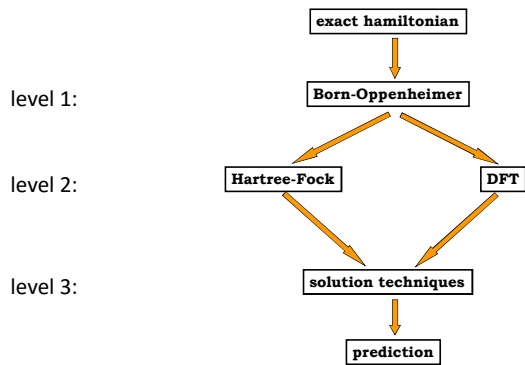 exact hamiltonian
level 1:
Born-Oppenheimer
level 2:
Hartree-Fock
DFT
level 3:
solution techniques
prediction